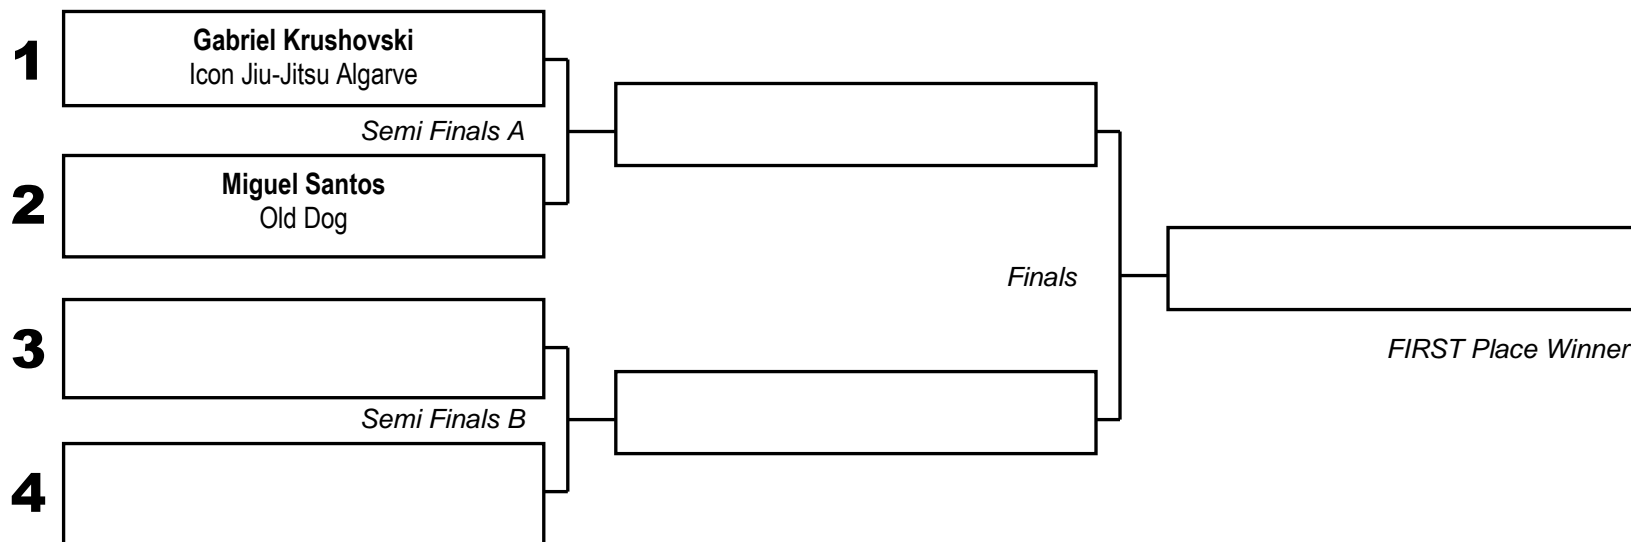 1
Gabriel Krushovski
Icon Jiu-Jitsu Algarve
Semi Finals A
2
Miguel Santos
Old Dog
Finals
3
FIRST Place Winner
Semi Finals B
4